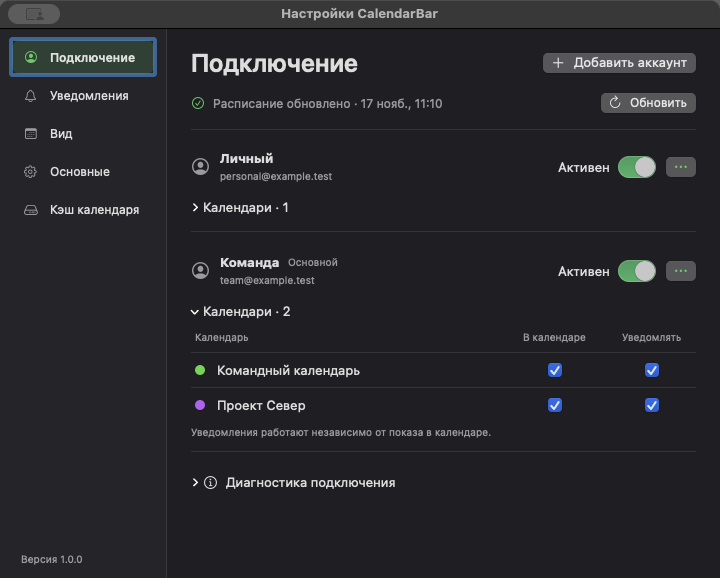 Настройки CalendarBar
Подключение
Уведомления
Вид
Основные
Кэш календаря
Версия 1.0.0
Подключение
Добавить аккаунт
Расписание обновлено · 17 нояб., 11:10
Обновить
Личный
personal@example.test
Активен
Календари · 1
Команда Основной
team@example.test
Активен
Календари · 2
Календарь В календаре Уведомлять
Командный календарь
Проект Север
Уведомления работают независимо от показа в календаре.
Диагностика подключения